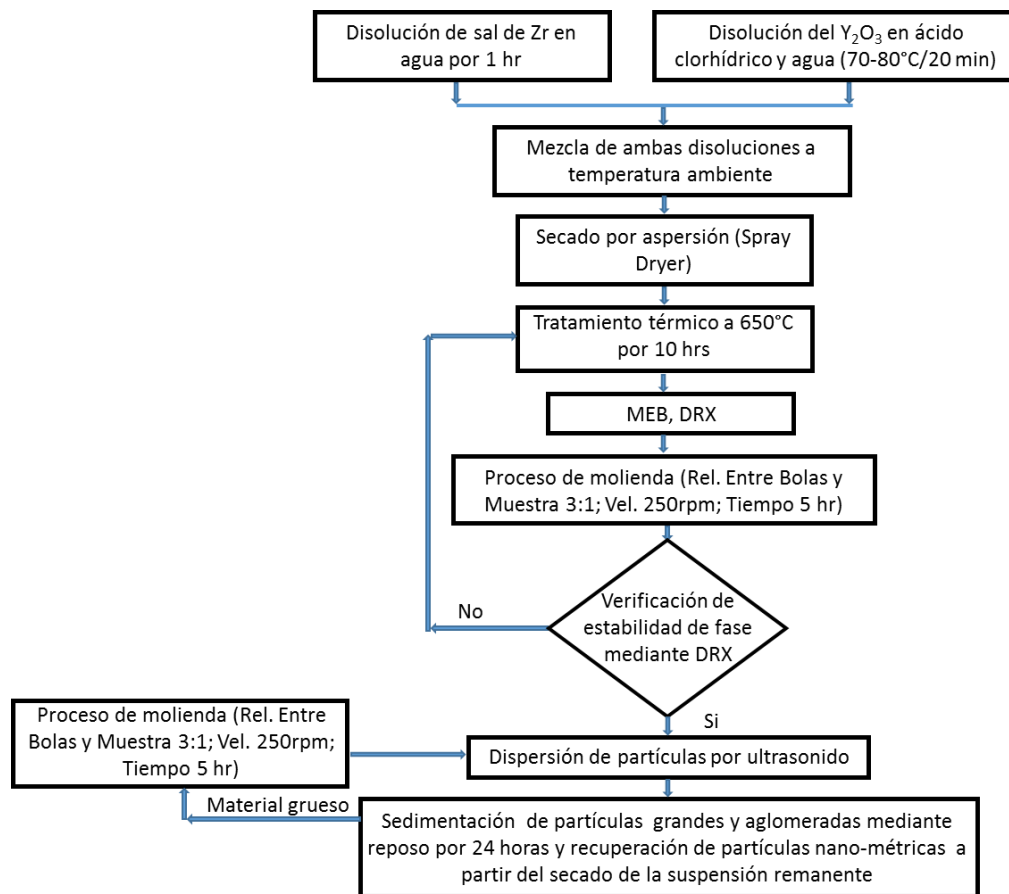 Disolución de sal de Zr en
agua por 1 hr
Disolución del Y₂O₃ en ácido
clorhídrico y agua (70-80°C/20 min)
Mezcla de ambas disoluciones a
temperatura ambiente
Secado por aspersión (Spray
Dryer)
Tratamiento térmico a 650°C
por 10 hrs
MEB, DRX
Proceso de molienda (Rel. Entre Bolas y
Muestra 3:1; Vel. 250rpm; Tiempo 5 hr)
Verificación de
estabilidad de fase
mediante DRX
No
Si
Proceso de molienda (Rel. Entre
Bolas y Muestra 3:1; Vel. 250rpm;
Tiempo 5 hr)
Dispersión de partículas por ultrasonido
Material grueso
Sedimentación de partículas grandes y aglomeradas mediante
reposo por 24 horas y recuperación de partículas nano-métricas a
partir del secado de la suspensión remanente